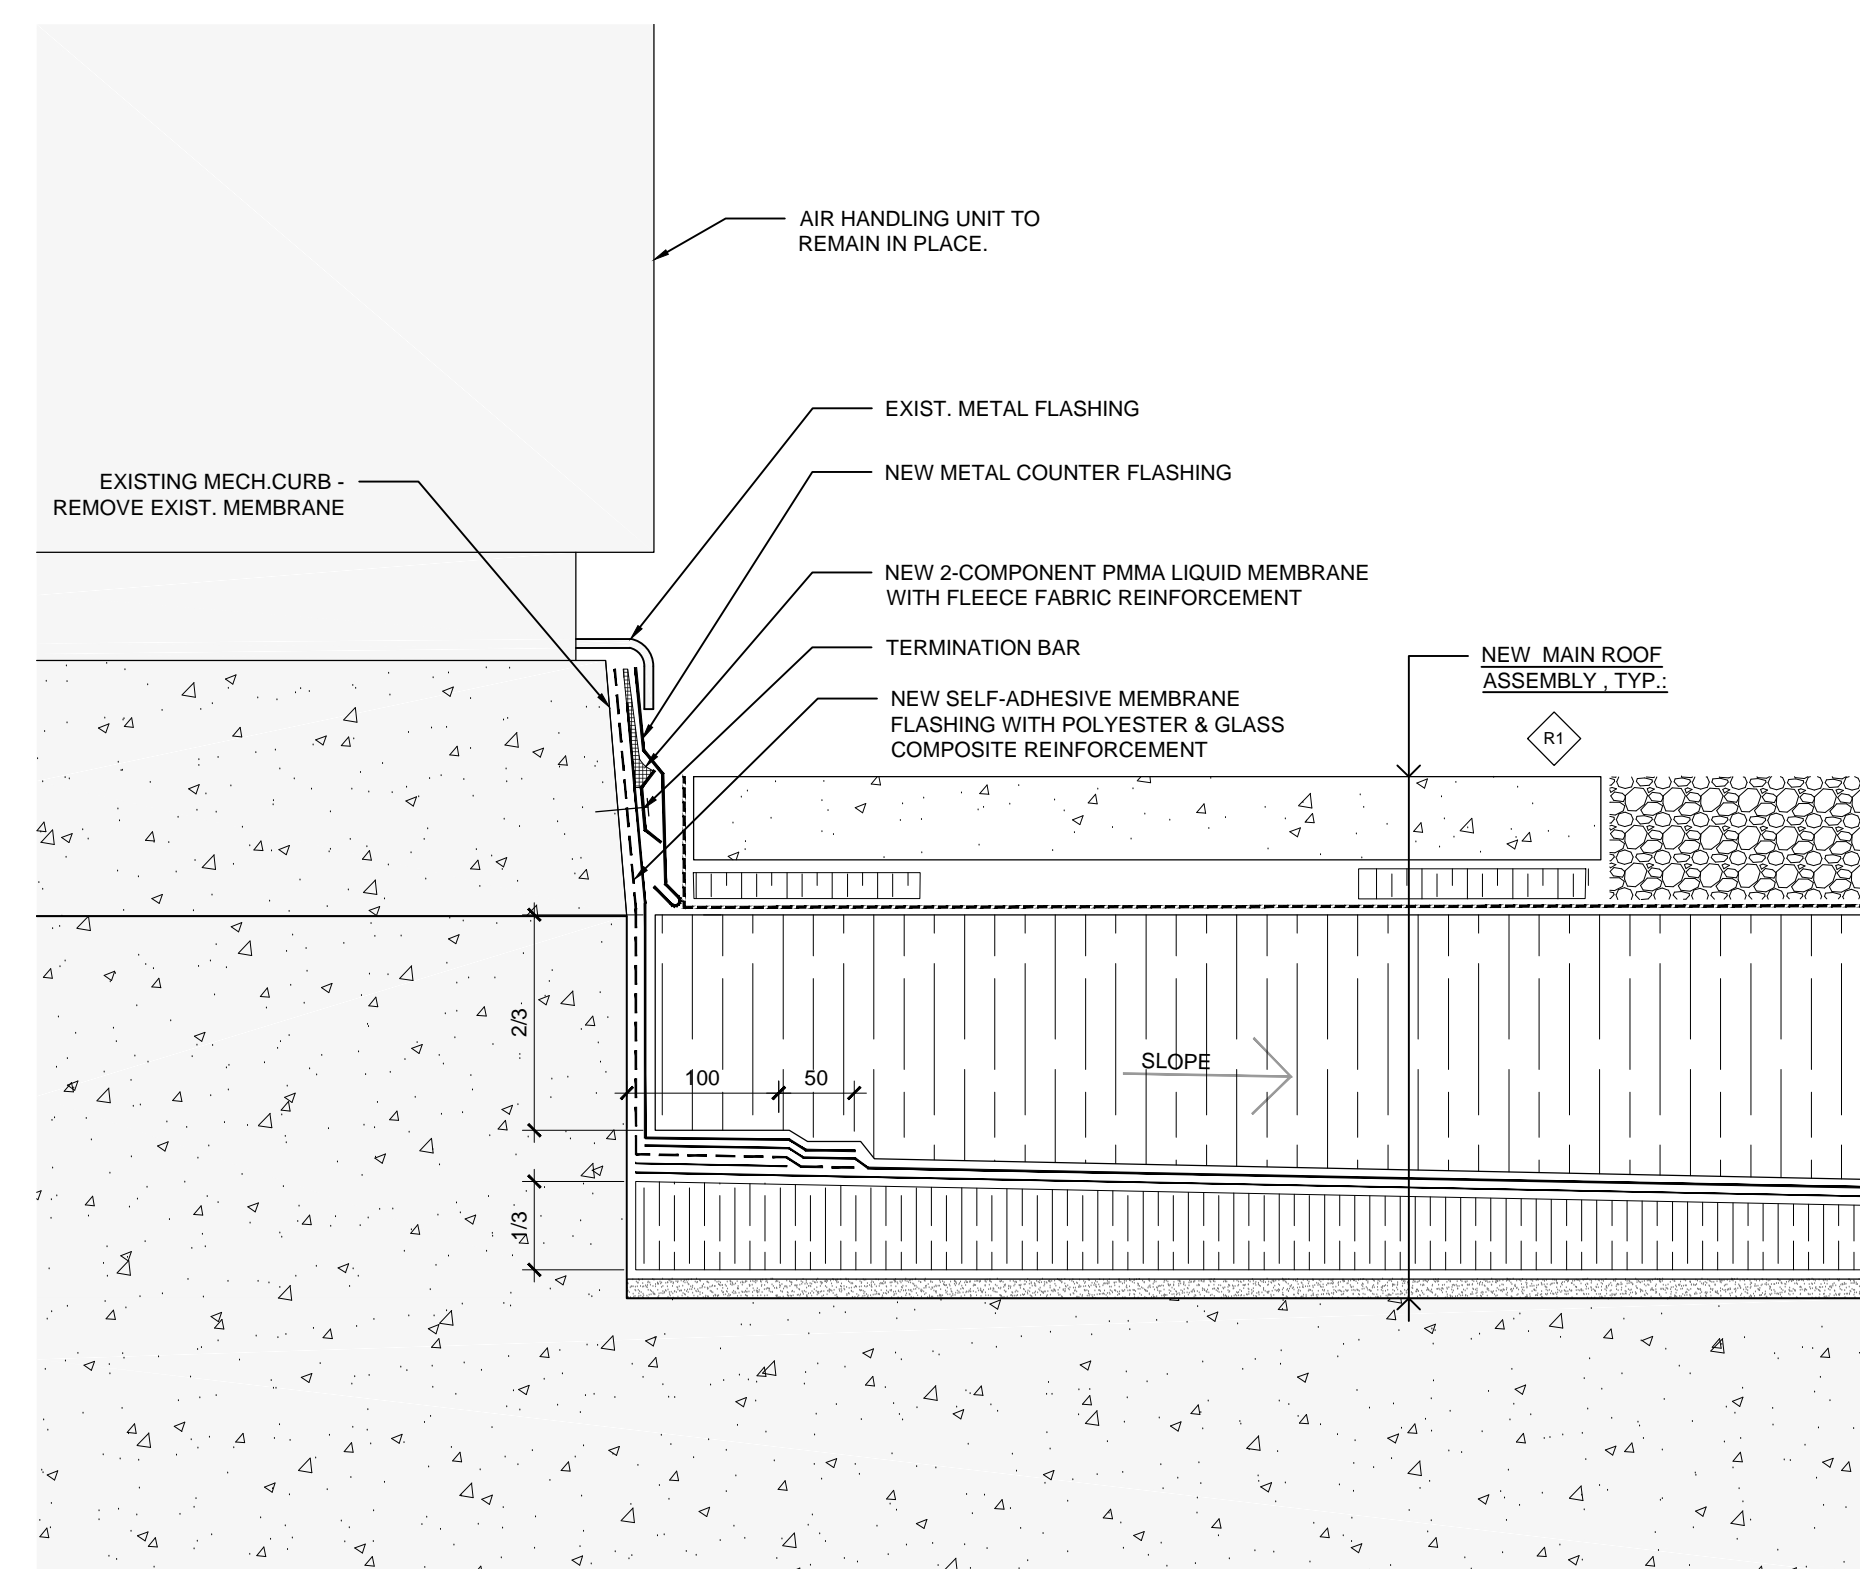 AIR HANDLING UNIT TO
REMAIN IN PLACE.
EXIST. METAL FLASHING
NEW METAL COUNTER FLASHING
EXISTING MECH.CURB -
REMOVE EXIST. MEMBRANE
NEW 2-COMPONENT PMMA LIQUID MEMBRANE
WITH FLEECE FABRIC REINFORCEMENT
TERMINATION BAR
NEW SELF-ADHESIVE MEMBRANE
FLASHING WITH POLYESTER & GLASS
COMPOSITE REINFORCEMENT
NEW MAIN ROOF
ASSEMBLY , TYP.:
R1
2/3
100
50
SLOPE
1/3